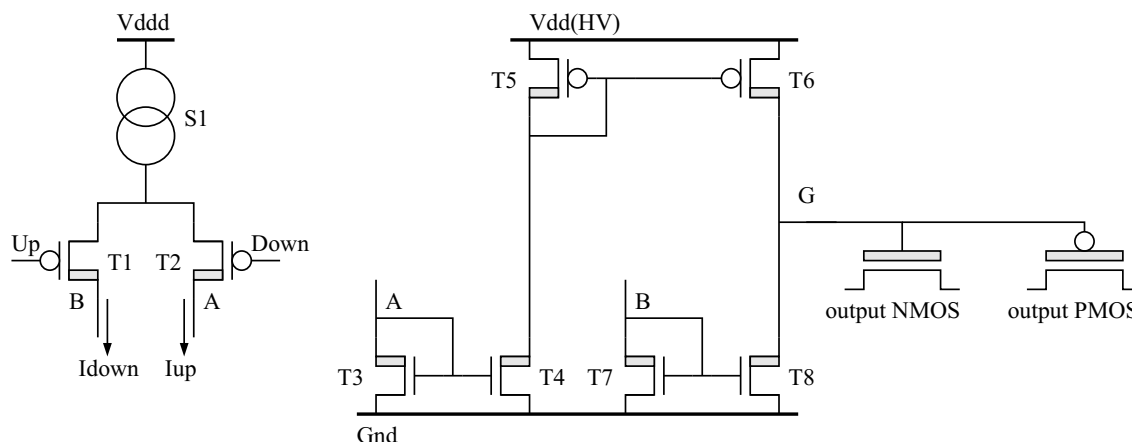 Vddd
S1
Up
T1
T2
Down
B
A
Idown
Iup
Vdd(HV)
T5
T6
G
A
B
T3
T4
T7
T8
output NMOS
output PMOS
Gnd